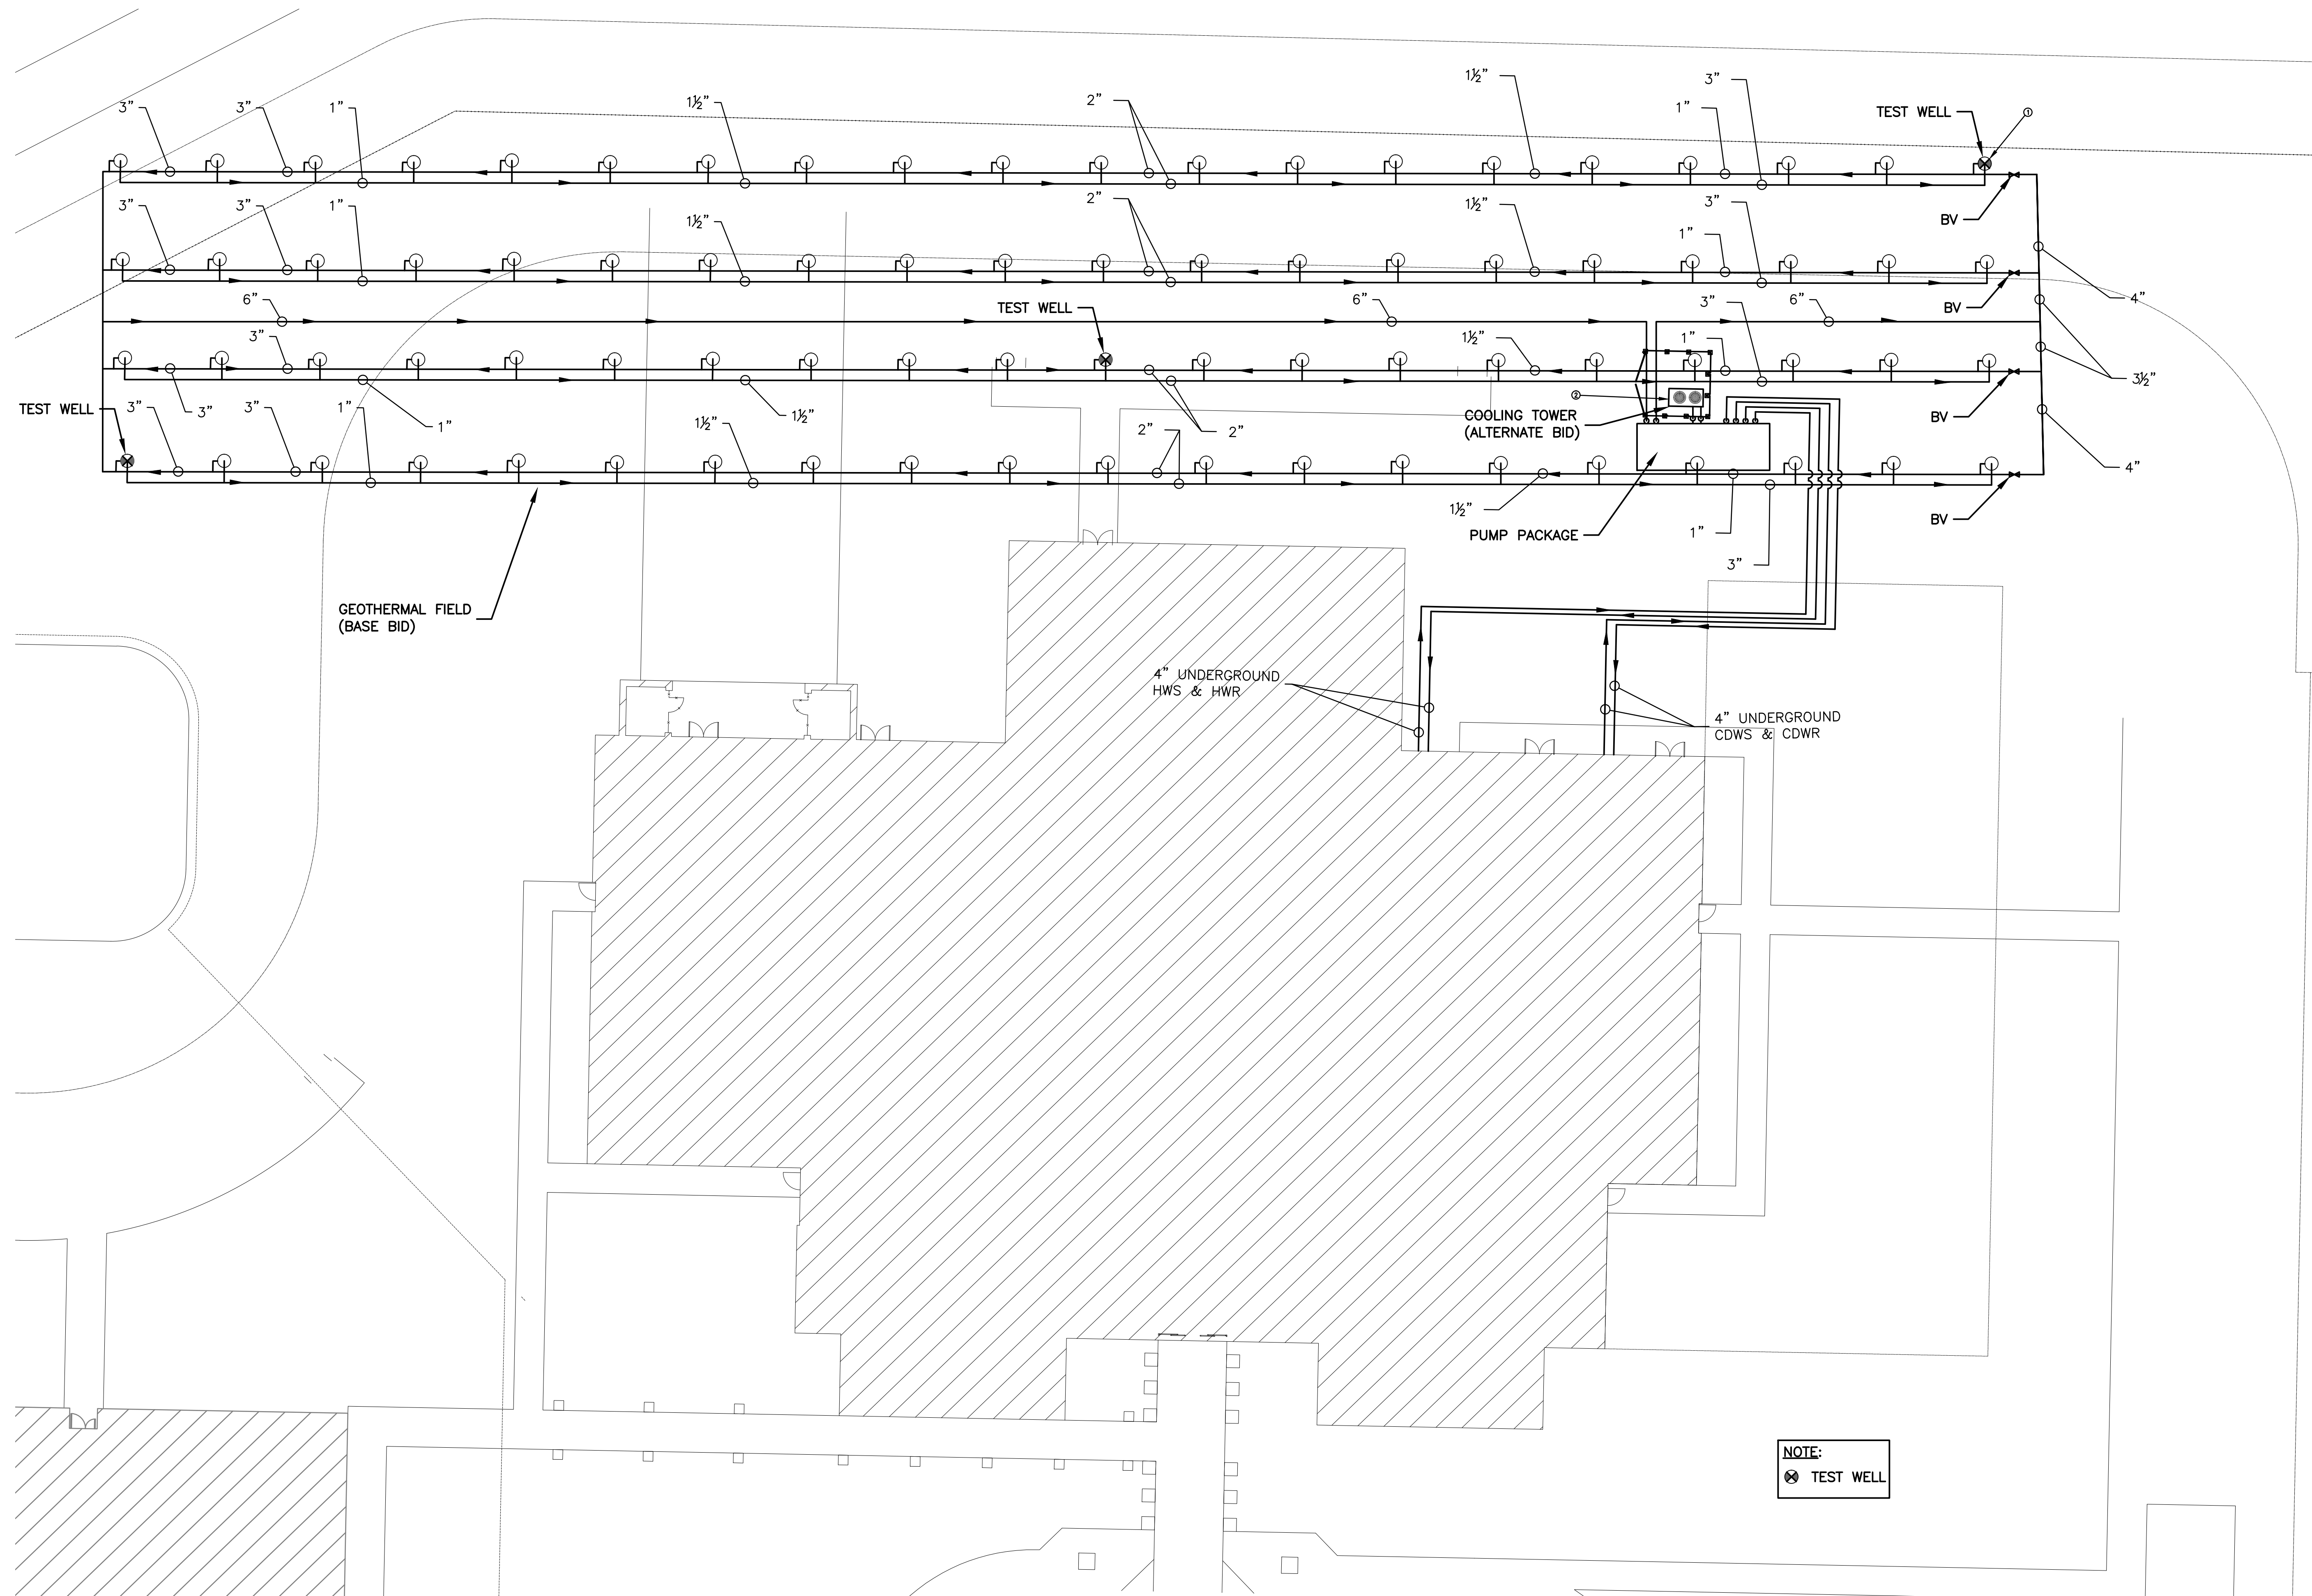 1½”
3”
3”
3”
1”
1½”
2”
1”
TEST WELL
①
3”
3”
1”
1½”
2”
1½”
3”
BV
1”
6”
TEST WELL
6”
3”
6”
BV
4”
3”
1½”
1”
3½”
TEST WELL
3”
3”
3”
1”
1”
1½”
1½”
2”
2”
②
COOLING TOWER
(ALTERNATE BID)
BV
4”
1½”
PUMP PACKAGE
1”
BV
3”
GEOTHERMAL FIELD
(BASE BID)
4” UNDERGROUND
HWS & HWR
4” UNDERGROUND
CDWS & CDWR
NOTE:
TEST WELL